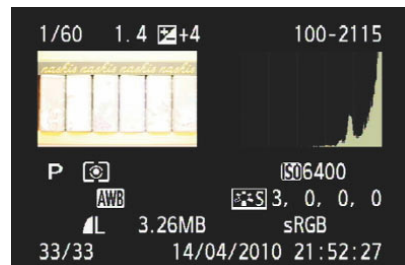 1/60 1.4 +4 100-2115
P ISO6400
AWB S 3, 0, 0, 0
L 3.26MB sRGB
33/33 14/04/2010 21:52:27